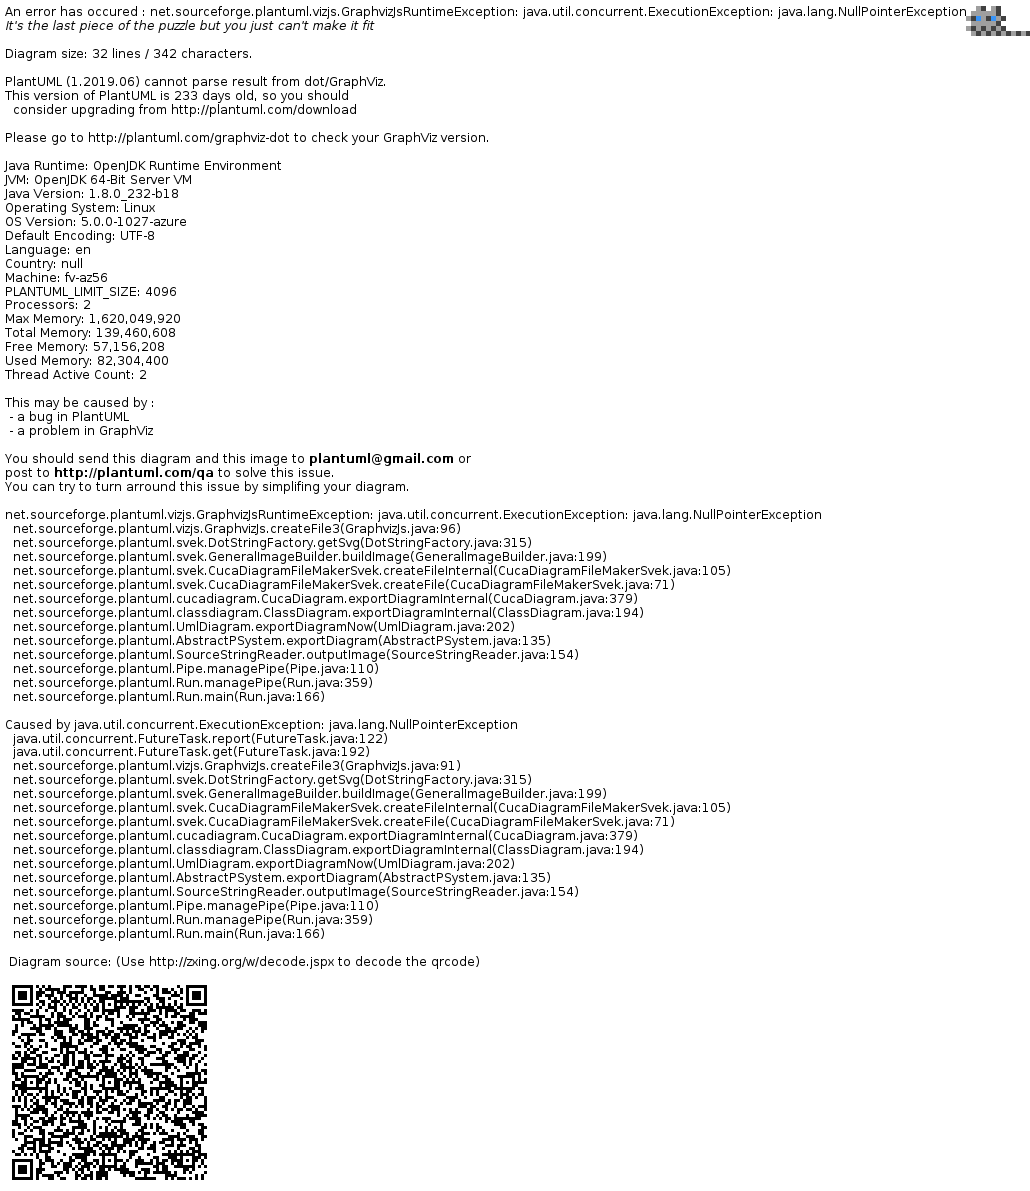 An error has occured : net.sourceforge.plantuml.vizjs.GraphvizJsRuntimeException: java.util.concurrent.ExecutionException: java.lang.NullPointerException
It's the last piece of the puzzle but you just can't make it fit
Diagram size: 32 lines / 342 characters.
PlantUML (1.2019.06) cannot parse result from dot/GraphViz.
This version of PlantUML is 233 days old, so you should
consider upgrading from http://plantuml.com/download
Please go to http://plantuml.com/graphviz-dot to check your GraphViz version.
Java Runtime: OpenJDK Runtime Environment
JVM: OpenJDK 64-Bit Server VM
Java Version: 1.8.0_232-b18
Operating System: Linux
OS Version: 5.0.0-1027-azure
Default Encoding: UTF-8
Language: en
Country: null
Machine: fv-az56
PLANTUML_LIMIT_SIZE: 4096
Processors: 2
Max Memory: 1,620,049,920
Total Memory: 139,460,608
Free Memory: 57,156,208
Used Memory: 82,304,400
Thread Active Count: 2
This may be caused by :
- a bug in PlantUML
- a problem in GraphViz
You should send this diagram and this image to plantuml@gmail.com or
post to http://plantuml.com/qa to solve this issue.
You can try to turn arround this issue by simplifing your diagram.
net.sourceforge.plantuml.vizjs.GraphvizJsRuntimeException: java.util.concurrent.ExecutionException: java.lang.NullPointerException
net.sourceforge.plantuml.vizjs.GraphvizJs.createFile3(GraphvizJs.java:96)
net.sourceforge.plantuml.svek.DotStringFactory.getSvg(DotStringFactory.java:315)
net.sourceforge.plantuml.svek.GeneralImageBuilder.buildImage(GeneralImageBuilder.java:199)
net.sourceforge.plantuml.svek.CucaDiagramFileMakerSvek.createFileInternal(CucaDiagramFileMakerSvek.java:105)
net.sourceforge.plantuml.svek.CucaDiagramFileMakerSvek.createFile(CucaDiagramFileMakerSvek.java:71)
net.sourceforge.plantuml.cucadiagram.CucaDiagram.exportDiagramInternal(CucaDiagram.java:379)
net.sourceforge.plantuml.classdiagram.ClassDiagram.exportDiagramInternal(ClassDiagram.java:194)
net.sourceforge.plantuml.UmlDiagram.exportDiagramNow(UmlDiagram.java:202)
net.sourceforge.plantuml.AbstractPSystem.exportDiagram(AbstractPSystem.java:135)
net.sourceforge.plantuml.SourceStringReader.outputImage(SourceStringReader.java:154)
net.sourceforge.plantuml.Pipe.managePipe(Pipe.java:110)
net.sourceforge.plantuml.Run.managePipe(Run.java:359)
net.sourceforge.plantuml.Run.main(Run.java:166)
Caused by java.util.concurrent.ExecutionException: java.lang.NullPointerException
java.util.concurrent.FutureTask.report(FutureTask.java:122)
java.util.concurrent.FutureTask.get(FutureTask.java:192)
net.sourceforge.plantuml.vizjs.GraphvizJs.createFile3(GraphvizJs.java:91)
net.sourceforge.plantuml.svek.DotStringFactory.getSvg(DotStringFactory.java:315)
net.sourceforge.plantuml.svek.GeneralImageBuilder.buildImage(GeneralImageBuilder.java:199)
net.sourceforge.plantuml.svek.CucaDiagramFileMakerSvek.createFileInternal(CucaDiagramFileMakerSvek.java:105)
net.sourceforge.plantuml.svek.CucaDiagramFileMakerSvek.createFile(CucaDiagramFileMakerSvek.java:71)
net.sourceforge.plantuml.cucadiagram.CucaDiagram.exportDiagramInternal(CucaDiagram.java:379)
net.sourceforge.plantuml.classdiagram.ClassDiagram.exportDiagramInternal(ClassDiagram.java:194)
net.sourceforge.plantuml.UmlDiagram.exportDiagramNow(UmlDiagram.java:202)
net.sourceforge.plantuml.AbstractPSystem.exportDiagram(AbstractPSystem.java:135)
net.sourceforge.plantuml.SourceStringReader.outputImage(SourceStringReader.java:154)
net.sourceforge.plantuml.Pipe.managePipe(Pipe.java:110)
net.sourceforge.plantuml.Run.managePipe(Run.java:359)
net.sourceforge.plantuml.Run.main(Run.java:166)
Diagram source: (Use http://zxing.org/w/decode.jspx to decode the qrcode)